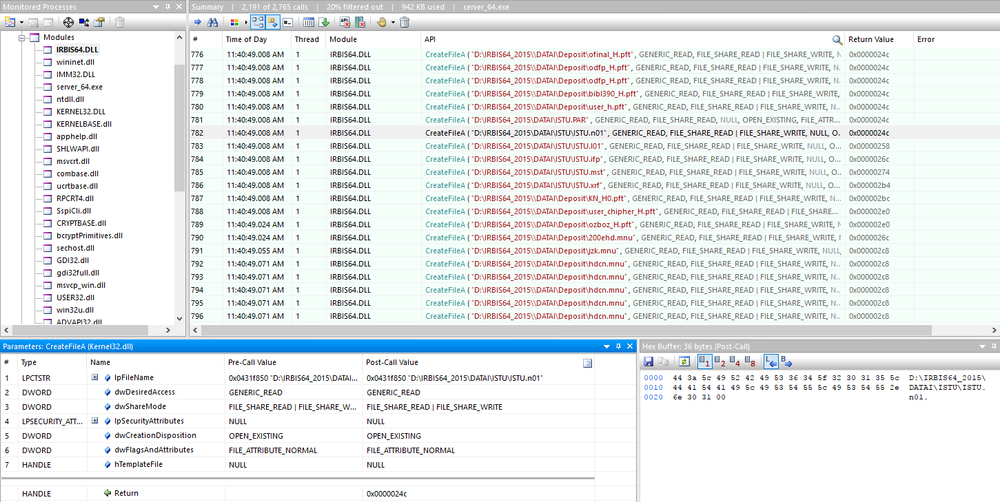 Monitored Processes
Modules
IRBIS64.DLL
wininet.dll
IMM32.DLL
server_64.exe
ntdll.dll
KERNEL32.DLL
KERNELBASE.dll
apphelp.dll
SHLWAPI.dll
msvcrt.dll
combase.dll
ucrtbase.dll
RPCRT4.dll
SspiCli.dll
CRYPTBASE.dll
bcryptPrimitives.dll
sechost.dll
GDI32.dll
gdi32full.dll
msvcp_win.dll
USER32.dll
win32u.dll
ADVAPI32.dll
Summary | 2,191 of 2,765 calls | 20% filtered out | 942 KB used | server_64.exe
# Time of Day Thread Module API Return Value Error
776 11:40:49.008 AM 1 IRBIS64.DLL CreateFileA ( "D:\IRBIS64_2015\\DATAI\Deposit\ofinal_H.pft", GENERIC_READ, FILE_SHARE_READ | FILE_SHARE_WRITE, N 0x0000024c
777 11:40:49.008 AM 1 IRBIS64.DLL CreateFileA ( "D:\IRBIS64_2015\\DATAI\Deposit\odfp_H.pft", GENERIC_READ, FILE_SHARE_READ | FILE_SHARE_WRITE, N... 0x0000024c
778 11:40:49.008 AM 1 IRBIS64.DLL CreateFileA ( "D:\IRBIS64_2015\\DATAI\Deposit\odfp_H.pft", GENERIC_READ, FILE_SHARE_READ | FILE_SHARE_WRITE, N... 0x0000024c
779 11:40:49.008 AM 1 IRBIS64.DLL CreateFileA ( "D:\IRBIS64_2015\\DATAI\Deposit\bibl390_H.pft", GENERIC_READ, FILE_SHARE_READ | FILE_SHARE_WRITE, 0x0000024c
780 11:40:49.008 AM 1 IRBIS64.DLL CreateFileA ( "D:\IRBIS64_2015\\DATAI\Deposit\user_h.pft", GENERIC_READ, FILE_SHARE_READ | FILE_SHARE_WRITE, N... 0x0000024c
781 11:40:49.008 AM 1 IRBIS64.DLL CreateFileA ( "D:\IRBIS64_2015\\DATAI\ISTU.PAR", GENERIC_READ, FILE_SHARE_READ, NULL, OPEN_EXISTING, FILE_ATTR... 0x0000024c
782 11:40:49.008 AM 1 IRBIS64.DLL CreateFileA ( "D:\IRBIS64_2015\DATAI\ISTU\ISTU.n01", GENERIC_READ, FILE_SHARE_READ | FILE_SHARE_WRITE, NULL, O... 0x0000024c
783 11:40:49.008 AM 1 IRBIS64.DLL CreateFileA ( "D:\IRBIS64_2015\DATAI\ISTU\ISTU.l01", GENERIC_READ, FILE_SHARE_READ | FILE_SHARE_WRITE, NULL, O... 0x00000258
784 11:40:49.008 AM 1 IRBIS64.DLL CreateFileA ( "D:\IRBIS64_2015\DATAI\ISTU\ISTU.ifp", GENERIC_READ, FILE_SHARE_READ | FILE_SHARE_WRITE, NULL, O... 0x0000026c
785 11:40:49.008 AM 1 IRBIS64.DLL CreateFileA ( "D:\IRBIS64_2015\DATAI\ISTU\ISTU.mst", GENERIC_READ, FILE_SHARE_READ | FILE_SHARE_WRITE, NULL, O... 0x00000274
786 11:40:49.008 AM 1 IRBIS64.DLL CreateFileA ( "D:\IRBIS64_2015\DATAI\ISTU\ISTU.xrf", GENERIC_READ, FILE_SHARE_READ | FILE_SHARE_WRITE, NULL, O... 0x000002b4
787 11:40:49.008 AM 1 IRBIS64.DLL CreateFileA ( "D:\IRBIS64_2015\\DATAI\Deposit\KN_H0.pft", GENERIC_READ, FILE_SHARE_READ | FILE_SHARE_WRITE, N... 0x000002bc
788 11:40:49.008 AM 1 IRBIS64.DLL CreateFileA ( "D:\IRBIS64_2015\\DATAI\Deposit\user_chipher_H.pft", GENERIC_READ, FILE_SHARE_READ | FILE_SHARE... 0x000002e0
789 11:40:49.024 AM 1 IRBIS64.DLL CreateFileA ( "D:\IRBIS64_2015\\DATAI\Deposit\ozboz_H.pft", GENERIC_READ, FILE_SHARE_READ | FILE_SHARE_WRITE, N 0x000002e0
790 11:40:49.024 AM 1 IRBIS64.DLL CreateFileA ( "D:\IRBIS64_2015\\DATAI\Deposit\200ehd.mnu", GENERIC_READ, FILE_SHARE_READ | FILE_SHARE_WRITE, 0x0000026c
791 11:40:49.055 AM 1 IRBIS64.DLL CreateFileA ( "D:\IRBIS64_2015\\DATAI\Deposit\jzk.mnu", GENERIC_READ, FILE_SHARE_READ | FILE_SHARE_WRITE, NULL, 0x000002c8
792 11:40:49.071 AM 1 IRBIS64.DLL CreateFileA ( "D:\IRBIS64_2015\\DATAI\Deposit\hdcn.mnu", GENERIC_READ, FILE_SHARE_READ | FILE_SHARE_WRITE, N... 0x000002c8
793 11:40:49.071 AM 1 IRBIS64.DLL CreateFileA ( "D:\IRBIS64_2015\\DATAI\Deposit\hdcn.mnu", GENERIC_READ, FILE_SHARE_READ | FILE_SHARE_WRITE, N... 0x000002c8
794 11:40:49.071 AM 1 IRBIS64.DLL CreateFileA ( "D:\IRBIS64_2015\\DATAI\Deposit\hdcn.mnu", GENERIC_READ, FILE_SHARE_READ | FILE_SHARE_WRITE, N... 0x000002c8
795 11:40:49.071 AM 1 IRBIS64.DLL CreateFileA ( "D:\IRBIS64_2015\\DATAI\Deposit\hdcn.mnu", GENERIC_READ, FILE_SHARE_READ | FILE_SHARE_WRITE, N... 0x000002c8
796 11:40:49.071 AM 1 IRBIS64.DLL CreateFileA ( "D:\IRBIS64_2015\\DATAI\Deposit\hdcn.mnu", GENERIC_READ, FILE_SHARE_READ | FILE_SHARE_WRITE, N... 0x000002c8
Parameters: CreateFileA (Kernel32.dll)
# Type Name Pre-Call Value Post-Call Value
1 LPCTSTR lpFileName 0x0431f850 "D:\IRBIS64_2015\DATAI... 0x0431f850 "D:\IRBIS64_2015\DATAI\ISTU\ISTU.n01"
2 DWORD dwDesiredAccess GENERIC_READ GENERIC_READ
3 DWORD dwShareMode FILE_SHARE_READ | FILE_SHARE_W... FILE_SHARE_READ | FILE_SHARE_WRITE
4 LPSECURITY_ATT... lpSecurityAttributes NULL NULL
5 DWORD dwCreationDisposition OPEN_EXISTING OPEN_EXISTING
6 DWORD dwFlagsAndAttributes FILE_ATTRIBUTE_NORMAL FILE_ATTRIBUTE_NORMAL
7 HANDLE hTemplateFile NULL NULL
HANDLE Return 0x0000024c
Hex Buffer: 36 bytes (Post-Call)
1 2 4 8 L B
0000 44 3a 5c 49 52 42 49 53 36 34 5f 32 30 31 35 5c D:\IRBIS64_2015\
0010 44 41 54 41 49 5c 49 53 54 55 5c 49 53 54 55 2e DATAI\ISTU\ISTU.
0020 6e 30 31 00 n01.